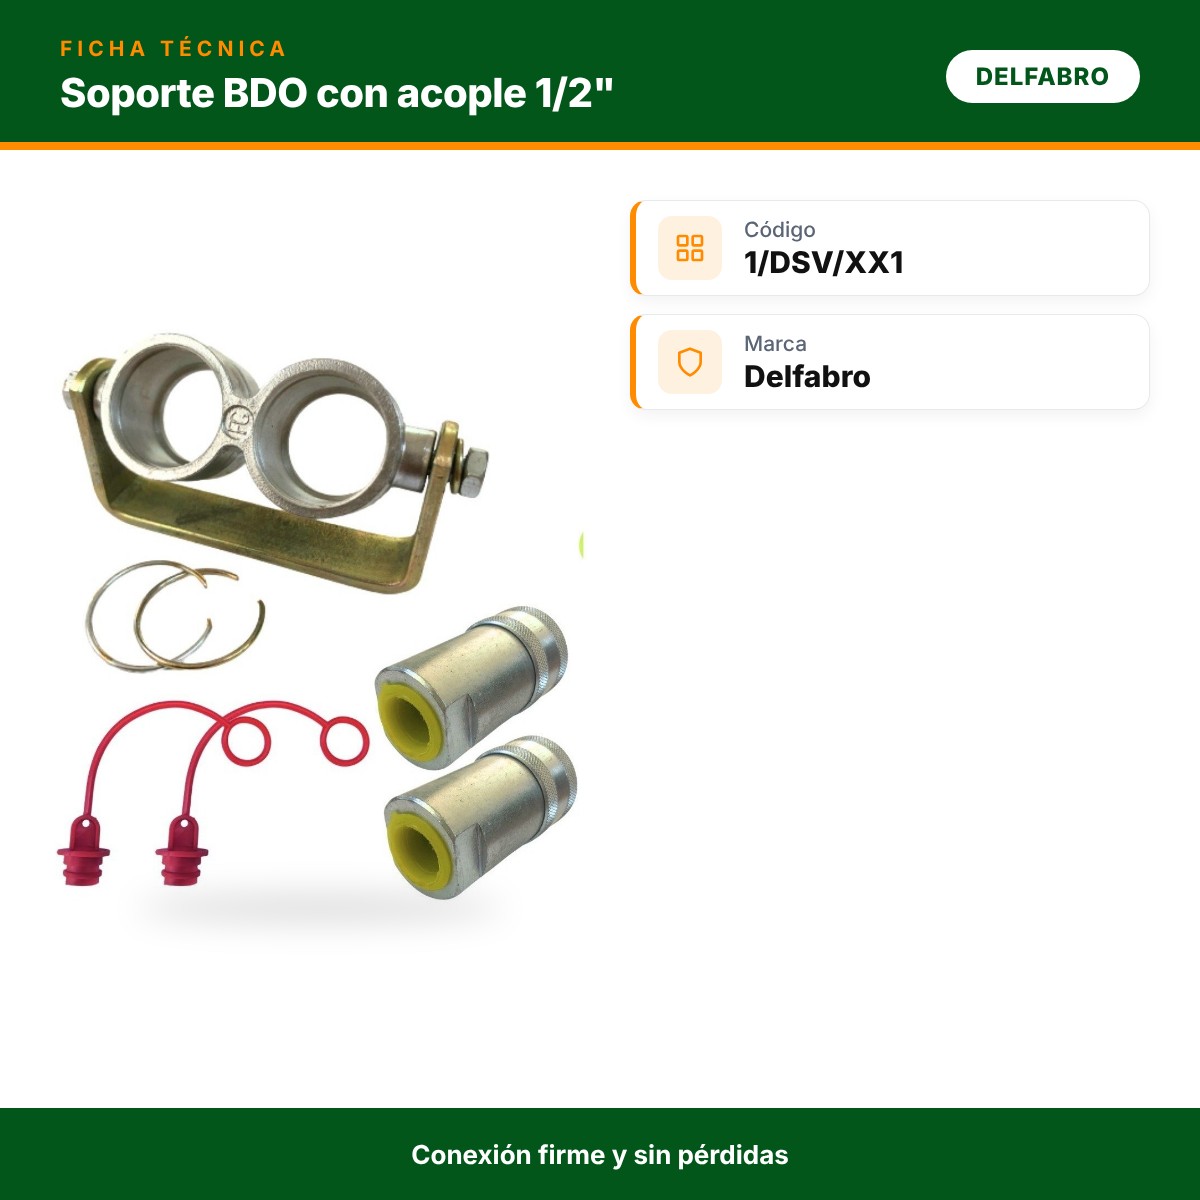 FICHA TÉCNICA
Soporte BDO con acople 1/2"
DELFABRO
Código
1/DSV/XX1
Marca
Delfabro
FG
Conexión firme y sin pérdidas